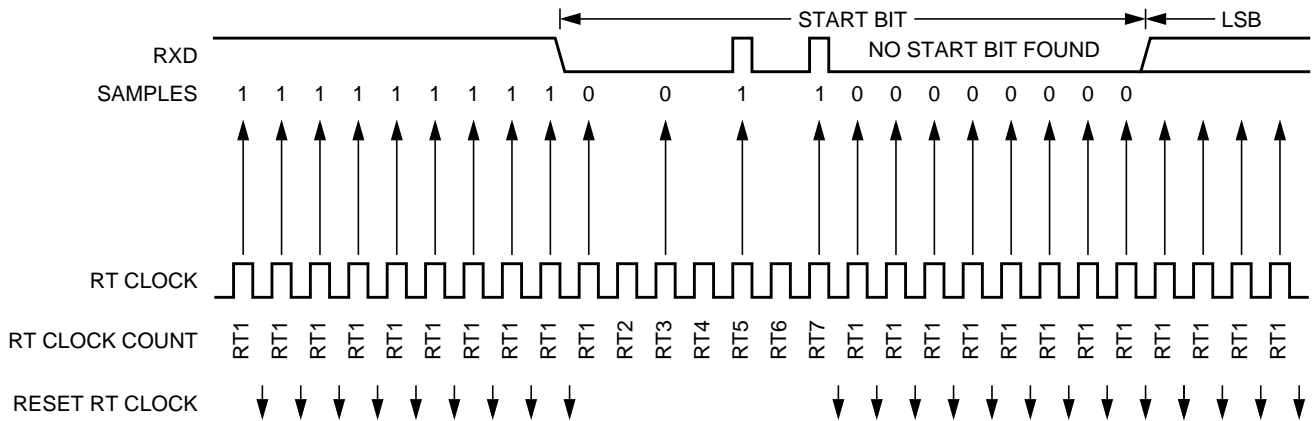 START BIT LSB
RXD NO START BIT FOUND
SAMPLES 1 1 1 1 1 1 1 1 1 0 0 1 1 0 0 0 0 0 0 0 0
RT CLOCK
RT CLOCK COUNT RT1 RT1 RT1 RT1 RT1 RT1 RT1 RT1 RT1 RT1 RT2 RT3 RT4 RT5 RT6 RT7 RT1 RT1 RT1 RT1 RT1 RT1 RT1 RT1 RT1 RT1 RT1 RT1
RESET RT CLOCK